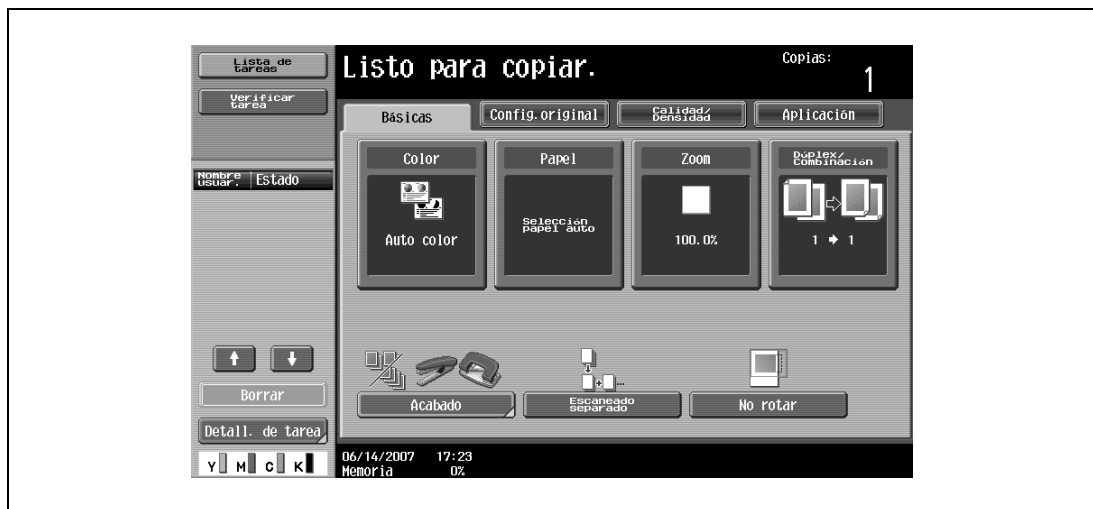 Lista de
tareas
Verificar
tarea
Nombre
usuar.
Estado
Borrar
Detall. de tarea
Y M C K
Listo para copiar.
Copias:
1
Básicas
Config.original
Calidad/
Densidad
Aplicación
Color
Auto color
Papel
Selección
papel auto
Zoom
100.0%
Dúplex/
Combinación
1 → 1
Acabado
Escaneado
separado
No rotar
06/14/2007 17:23
Memoria 0%